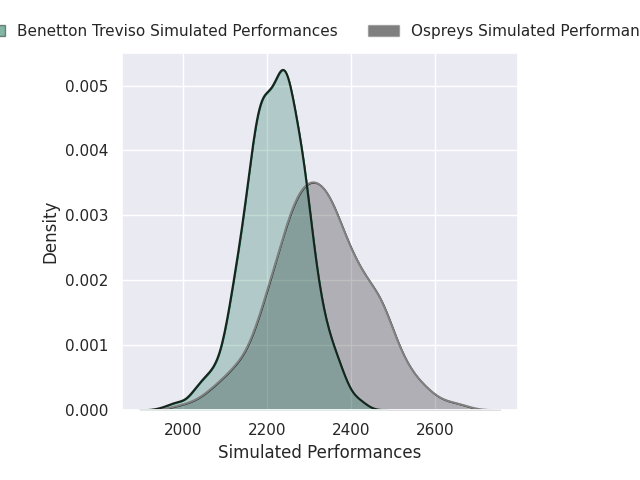 Benetton Treviso Simulated Performances
Ospreys Simulated
0.005
0.004
0.003
0.002
0.001
0.000
Density
2000 2200 2400 2600
Simulated Performances